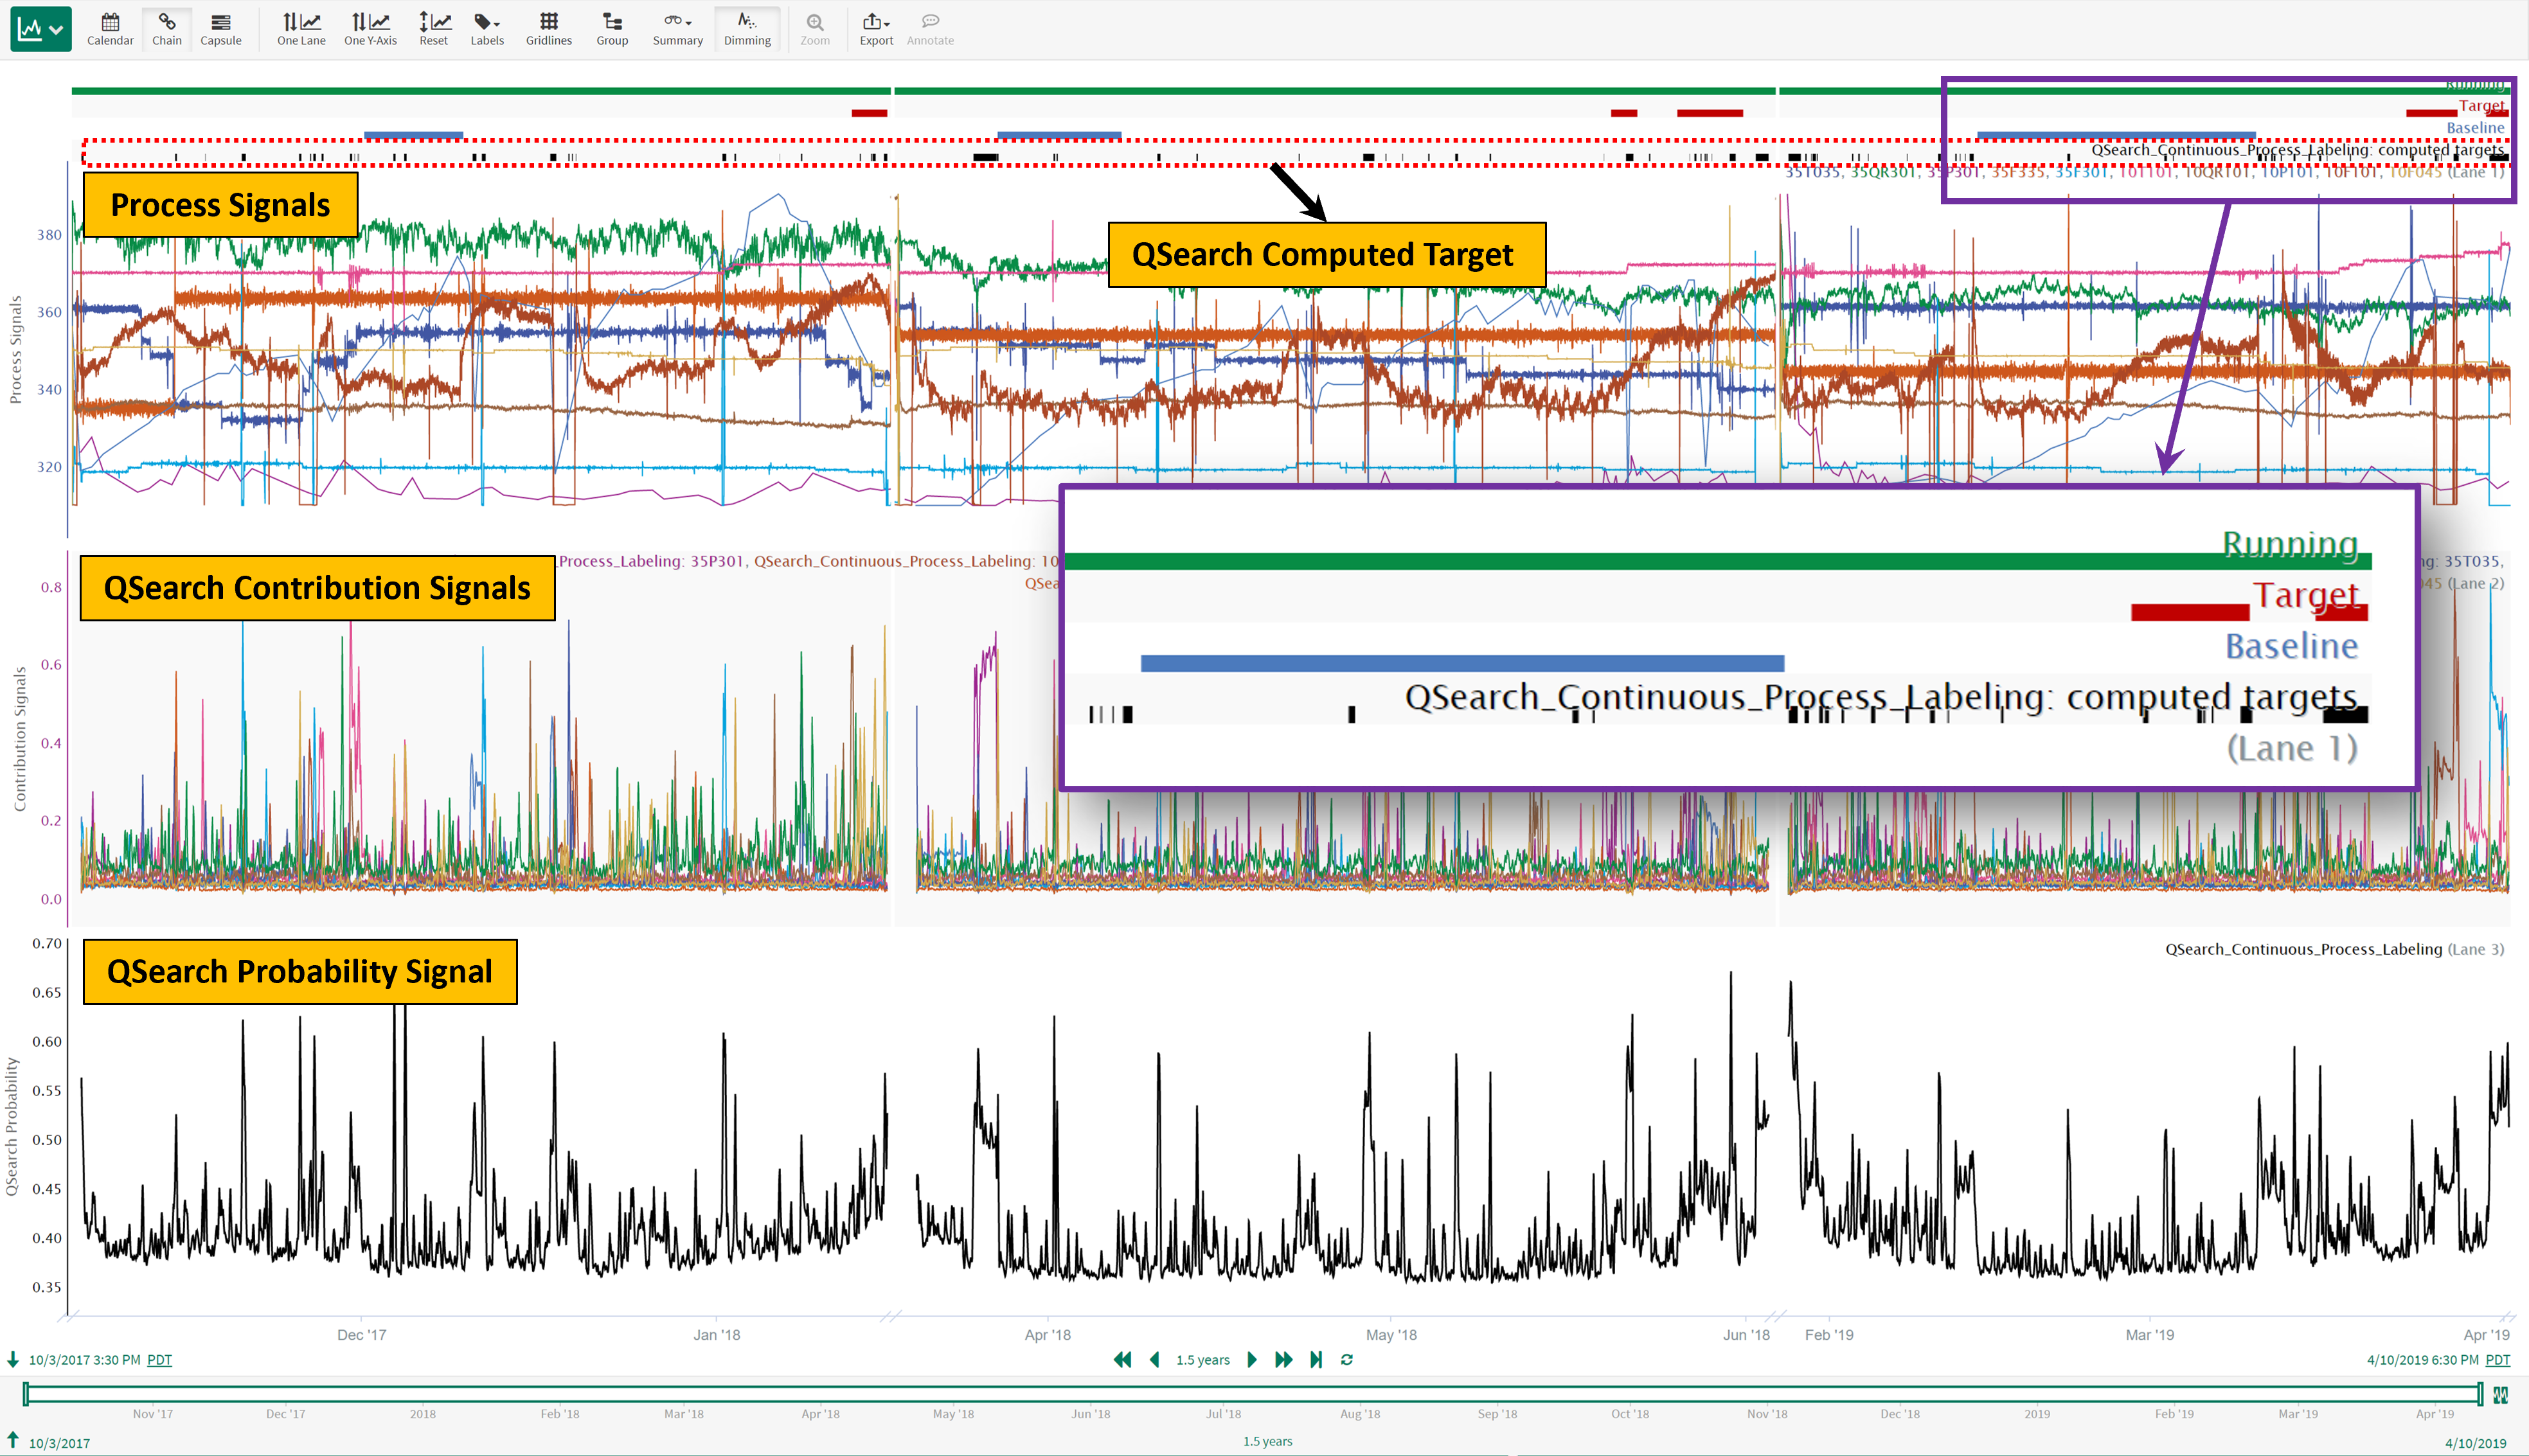 Calendar Chain Capsule One Lane One Y-Axis Reset Labels Gridlines Group Summary Dimming Zoom Export Annotate
Running
Target
Baseline
QSearch_Continuous_Process_Labeling: computed targets
35T035, 35QR301, 35P301, 35F335, 35F301, 10T101, 10QR101, 10P101, 10F101, 10F045 (Lane 1)
Process Signals
QSearch Computed Target
Process Signals
380
360
340
320
Running
Target
Baseline
QSearch_Continuous_Process_Labeling: computed targets
(Lane 1)
_Process_Labeling: 35P301, QSearch_Continuous_Process_Labeling: 10
ng: 35T035,
QSea
45 (Lane 2)
QSearch Contribution Signals
Contribution Signals
0.8
0.6
0.4
0.2
0.0
QSearch Probability Signal
QSearch_Continuous_Process_Labeling (Lane 3)
QSearch Probability
0.70
0.65
0.60
0.55
0.50
0.45
0.40
0.35
Dec '17 Jan '18 Apr '18 May '18 Jun '18 Feb '19 Mar '19 Apr '19
10/3/2017 3:30 PM PDT 1.5 years 4/10/2019 6:30 PM PDT
Nov '17 Dec '17 2018 Feb '18 Mar '18 Apr '18 May '18 Jun '18 Jul '18 Aug '18 Sep '18 Oct '18 Nov '18 Dec '18 2019 Feb '19 Mar '19 Apr '19
10/3/2017 1.5 years 4/10/2019